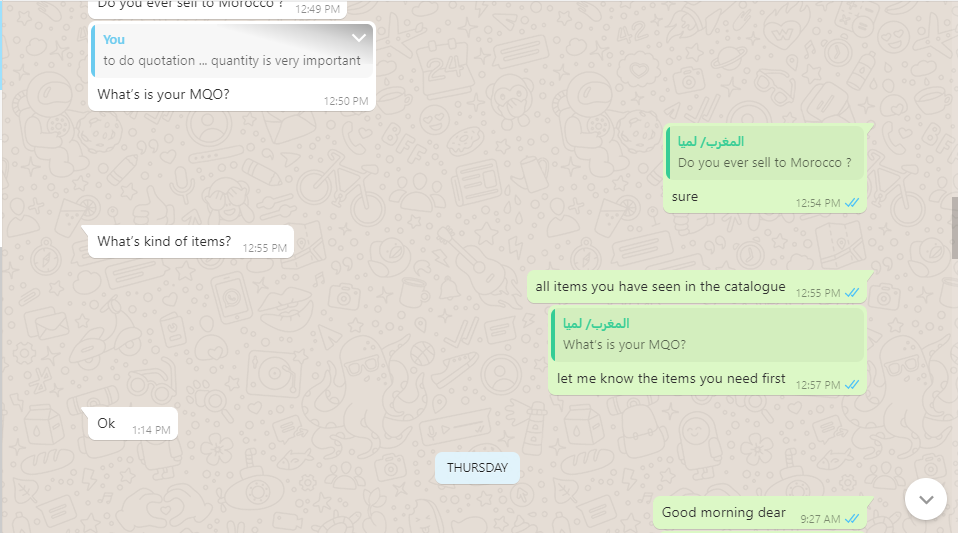 Do you ever sell to Morocco ?
12:49 PM
You
to do quotation ... quantity is very important
What's is your MQO?
12:50 PM
المغرب/ لميا
Do you ever sell to Morocco ?
sure
12:54 PM
What's kind of items?
12:55 PM
all items you have seen in the catalogue
12:55 PM
المغرب/ لميا
What's is your MQO?
let me know the items you need first
12:57 PM
Ok
1:14 PM
THURSDAY
Good morning dear
9:27 AM